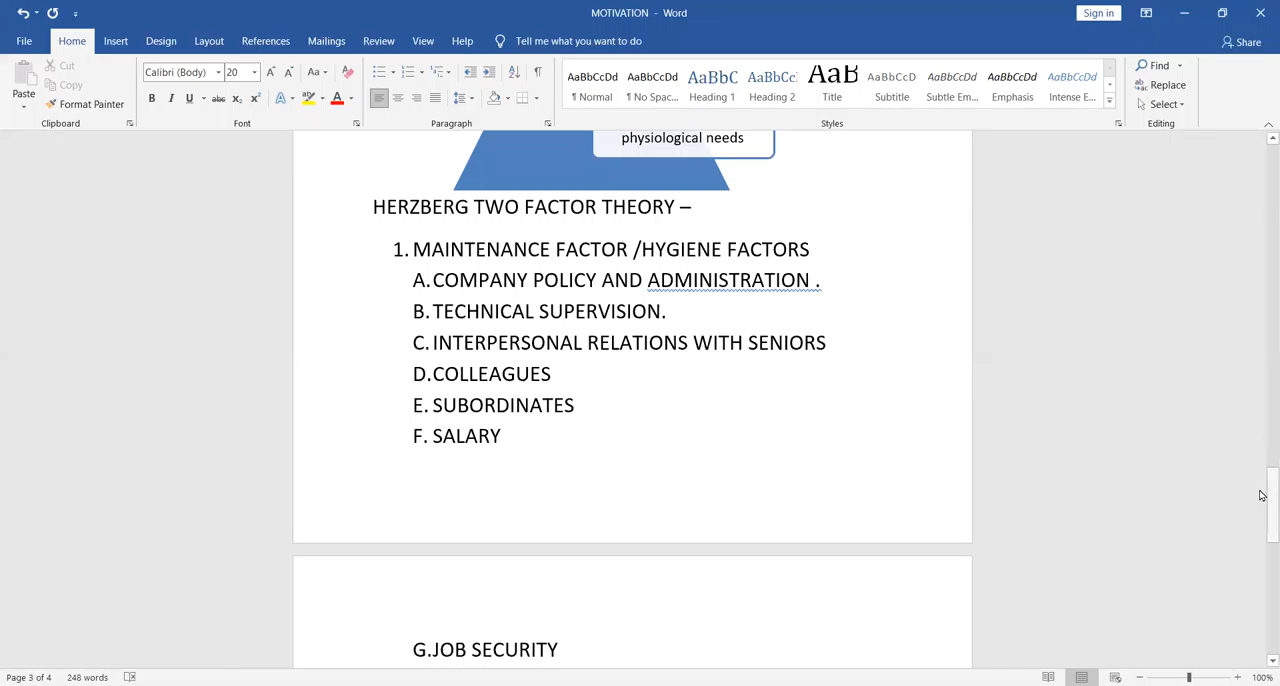 MOTIVATION - Word
Sign in
File Home Insert Design Layout References Mailings Review View Help Tell me what you want to do Share
Paste
Cut
Copy
Format Painter
Clipboard
Calibri (Body) 20
Font
Paragraph
AaBbCcDd AaBbCcDd AaBbC AaBbCc AaB AaBbCcD AaBbCcDd AaBbCcDd AaBbCcDd
¶ Normal ¶ No Spac... Heading 1 Heading 2 Title Subtitle Subtle Em... Emphasis Intense E...
Styles
Find
Replace
Select
Editing
physiological needs
HERZBERG TWO FACTOR THEORY –
1. MAINTENANCE FACTOR /HYGIENE FACTORS
A. COMPANY POLICY AND ADMINISTRATION .
B. TECHNICAL SUPERVISION.
C. INTERPERSONAL RELATIONS WITH SENIORS
D. COLLEAGUES
E. SUBORDINATES
F. SALARY
G. JOB SECURITY
Page 3 of 4 248 words
100%